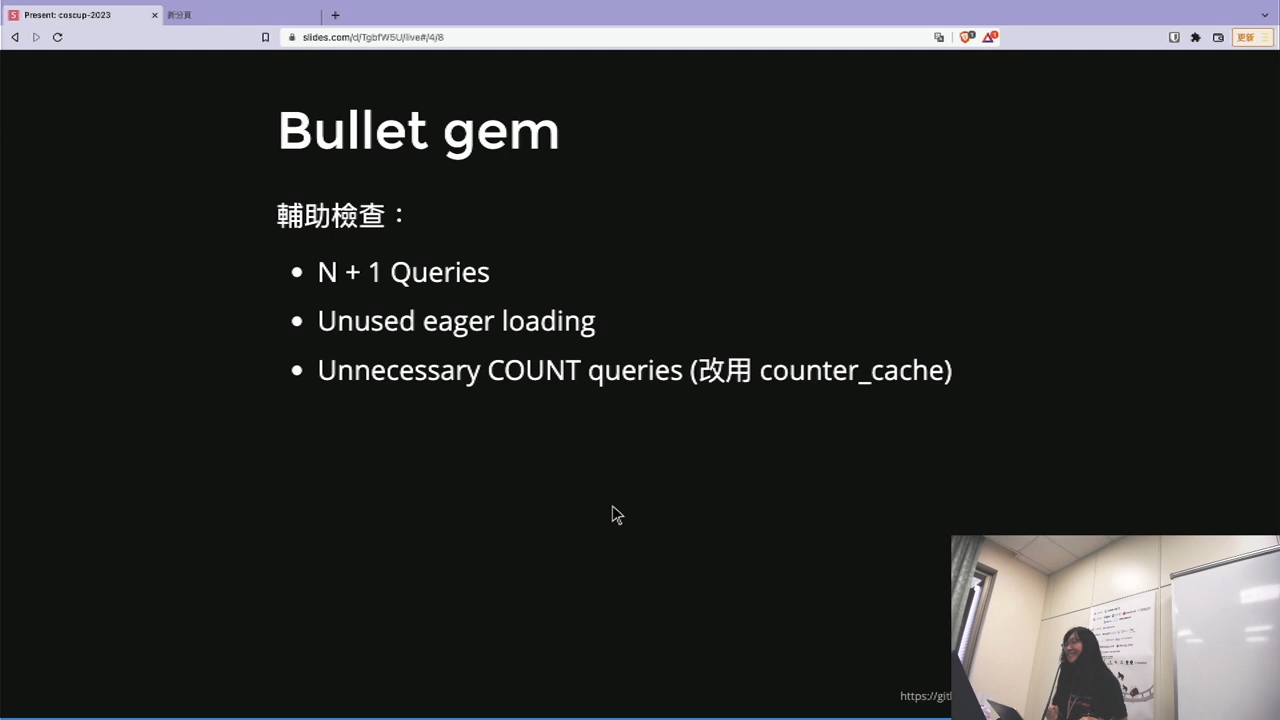 Present: coscup-2023
新分頁
slides.com/d/TgbfW5U/live#/4/8
更新
Bullet gem
輔助檢查：
N + 1 Queries
Unused eager loading
Unnecessary COUNT queries (改用 counter_cache)
https://git